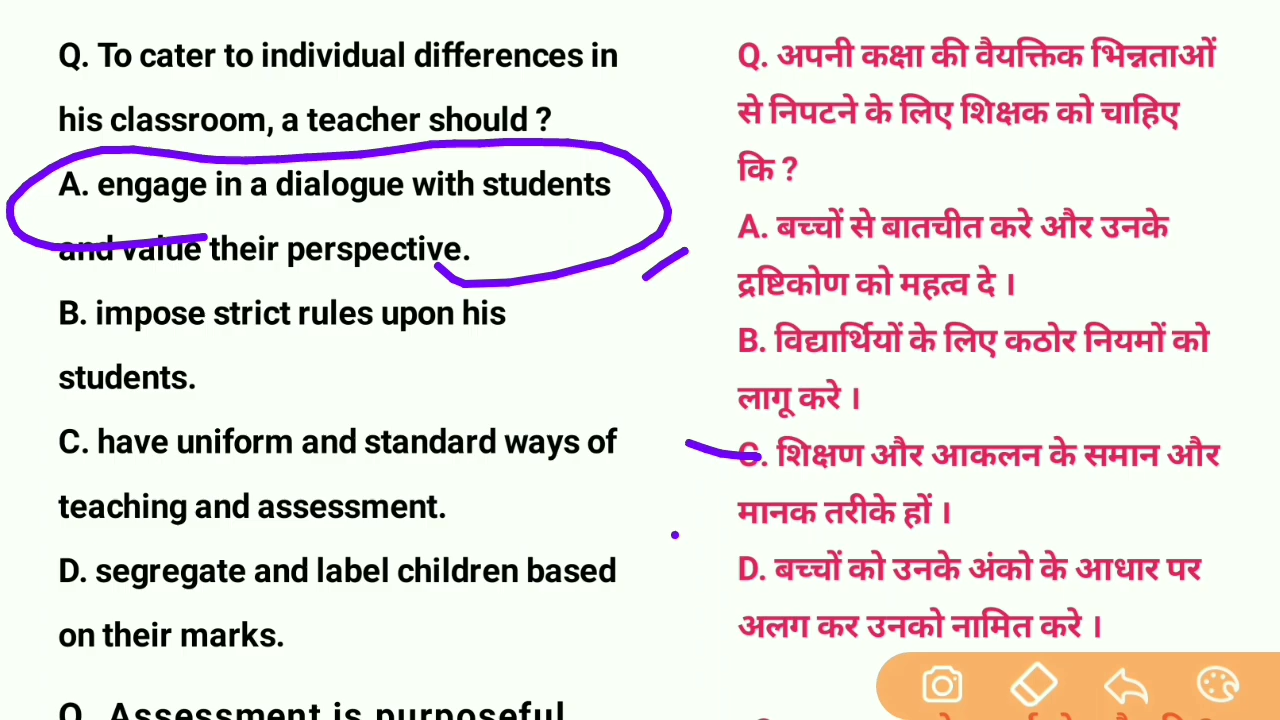 Q. To cater to individual differences in
his classroom, a teacher should ?
A. engage in a dialogue with students
and value their perspective.
B. impose strict rules upon his
students.
C. have uniform and standard ways of
teaching and assessment.
D. segregate and label children based
on their marks.
Q. Assessment is purposeful
Q. अपनी कक्षा की वैयक्तिक भिन्नताओं
से निपटने के लिए शिक्षक को चाहिए
कि ?
A. बच्चों से बातचीत करे और उनके
द्रष्टिकोण को महत्व दे ।
B. विद्यार्थियों के लिए कठोर नियमों को
लागू करे ।
C. शिक्षण और आकलन के समान और
मानक तरीके हों ।
D. बच्चों को उनके अंको के आधार पर
अलग कर उनको नामित करे ।